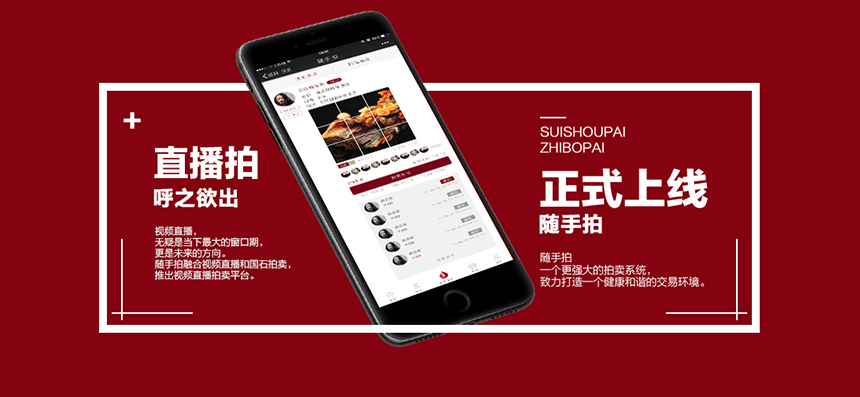 随手拍
直播拍
呼之欲出
视频直播，
无疑是当下最大的窗口期，
更是未来的方向。
随手拍融合视频直播和国石拍卖，
推出视频直播拍卖平台。
SUISHOUPAI
ZHIBOPAI
正式上线
随手拍
随手拍
一个更强大的拍卖系统，
致力打造一个健康和谐的交易环境。